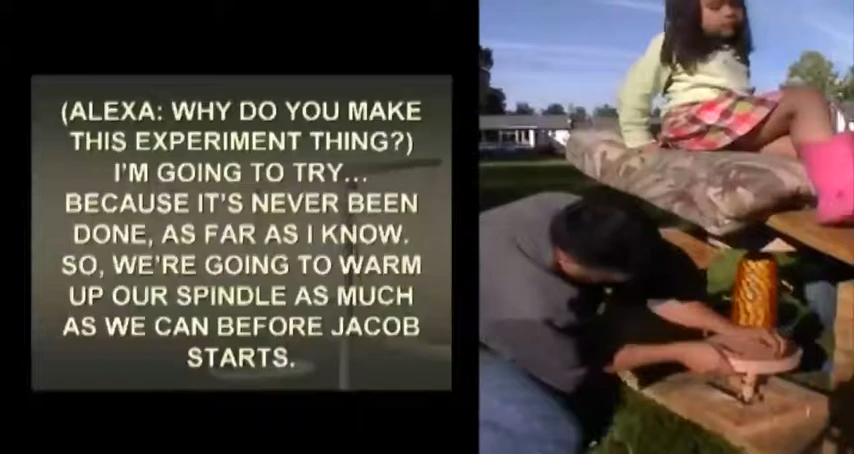 (ALEXA: WHY DO YOU MAKE
THIS EXPERIMENT THING?)
I'M GOING TO TRY...
BECAUSE IT'S NEVER BEEN
DONE, AS FAR AS I KNOW.
SO, WE'RE GOING TO WARM
UP OUR SPINDLE AS MUCH
AS WE CAN BEFORE JACOB
STARTS.